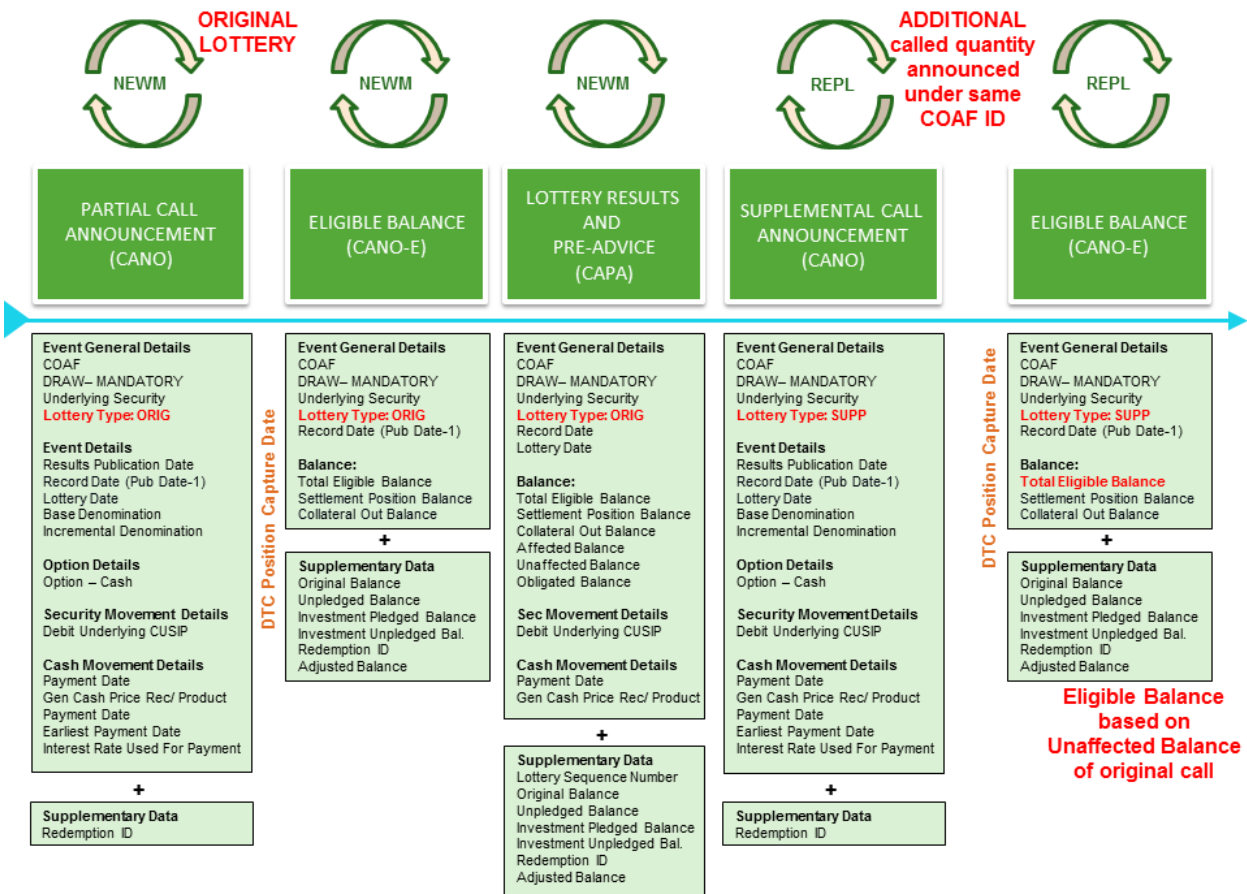 ORIGINAL
LOTTERY
ADDITIONAL
called quantity
announced
under same
COAF ID
NEWM
NEWM
NEWM
REPL
REPL
PARTIAL CALL
ANNOUNCEMENT
(CANO)
ELIGIBLE BALANCE
(CANO-E)
LOTTERY RESULTS
AND
PRE-ADVICE
(CAPA)
SUPPLEMENTAL CALL
ANNOUNCEMENT
(CANO)
ELIGIBLE BALANCE
(CANO-E)
Event General Details
COAF
DRAW– MANDATORY
Underlying Security
Lottery Type: ORIG
Event Details
Results Publication Date
Record Date (Pub Date-1)
Lottery Date
Base Denomination
Incremental Denomination
Option Details
Option – Cash
Security Movement Details
Debit Underlying CUSIP
Cash Movement Details
Payment Date
Gen Cash Price Rec/ Product
Payment Date
Earliest Payment Date
Interest Rate Used For Payment
+
Supplementary Data
Redemption ID
DTC Position Capture Date
Event General Details
COAF
DRAW– MANDATORY
Underlying Security
Lottery Type: ORIG
Record Date (Pub Date-1)
Balance:
Total Eligible Balance
Settlement Position Balance
Collateral Out Balance
+
Supplementary Data
Original Balance
Unpledged Balance
Investment Pledged Balance
Investment Unpledged Bal.
Redemption ID
Adjusted Balance
Event General Details
COAF
DRAW– MANDATORY
Underlying Security
Lottery Type: ORIG
Record Date
Lottery Date
Balance:
Total Eligible Balance
Settlement Position Balance
Collateral Out Balance
Affected Balance
Unaffected Balance
Obligated Balance
Sec Movement Details
Debit Underlying CUSIP
Cash Movement Details
Payment Date
Gen Cash Price Rec/ Product
+
Supplementary Data
Lottery Sequence Number
Original Balance
Unpledged Balance
Investment Pledged Balance
Investment Unpledged Bal.
Redemption ID
Adjusted Balance
Event General Details
COAF
DRAW– MANDATORY
Underlying Security
Lottery Type: SUPP
Event Details
Results Publication Date
Record Date (Pub Date-1)
Lottery Date
Base Denomination
Incremental Denomination
Option Details
Option – Cash
Security Movement Details
Debit Underlying CUSIP
Cash Movement Details
Payment Date
Gen Cash Price Rec/ Product
Payment Date
Earliest Payment Date
Interest Rate Used For Payment
+
Supplementary Data
Redemption ID
DTC Position Capture Date
Event General Details
COAF
DRAW– MANDATORY
Underlying Security
Lottery Type: SUPP
Record Date (Pub Date-1)
Balance:
Total Eligible Balance
Settlement Position Balance
Collateral Out Balance
+
Supplementary Data
Original Balance
Unpledged Balance
Investment Pledged Balance
Investment Unpledged Bal.
Redemption ID
Adjusted Balance
Eligible Balance
based on
Unaffected Balance
of original call